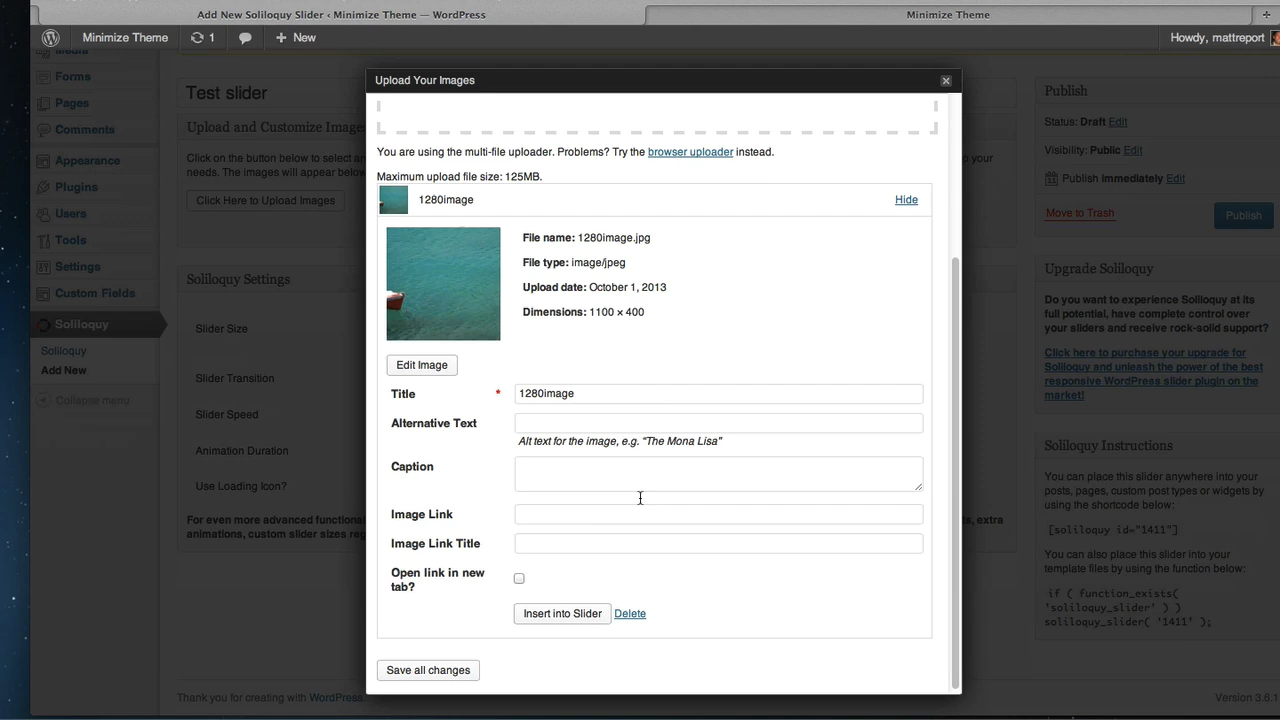 Add New Soliloquy Slider ‹ Minimize Theme — WordPress
Minimize Theme
Minimize Theme
1
New
Howdy, mattreport
Media
Forms
Pages
Comments
Appearance
Plugins
Users
Tools
Settings
Custom Fields
Soliloquy
Soliloquy
Add New
Collapse menu
Test slider
Upload and Customize Images
Click on the button below to select an
needs. The images will appear below
Click Here to Upload Images
Soliloquy Settings
Slider Size
Slider Transition
Slider Speed
Animation Duration
Use Loading Icon?
For even more advanced functional
animations, custom slider sizes reg
Thank you for creating with WordPress.
Upload Your Images
You are using the multi-file uploader. Problems? Try the browser uploader instead.
Maximum upload file size: 125MB.
1280image
Hide
File name: 1280image.jpg
File type: image/jpeg
Upload date: October 1, 2013
Dimensions: 1100 × 400
Edit Image
Title * 1280image
Alternative Text
Alt text for the image, e.g. "The Mona Lisa"
Caption
Image Link
Image Link Title
Open link in new
tab?
Insert into Slider Delete
Save all changes
your
s, extra
Publish
Status: Draft Edit
Visibility: Public Edit
Publish immediately Edit
Move to Trash
Publish
Upgrade Soliloquy
Do you want to experience Soliloquy at its
full potential, have complete control over
your sliders and receive rock-solid support?
Click here to purchase your upgrade for
Soliloquy and unleash the power of the best
responsive WordPress slider plugin on the
market!
Soliloquy Instructions
You can place this slider anywhere into your
posts, pages, custom post types or widgets by
using the shortcode below:
[soliloquy id="1411"]
You can also place this slider into your
template files by using the function below:
if ( function_exists(
'soliloquy_slider' ) )
soliloquy_slider( '1411' );
Version 3.6.1